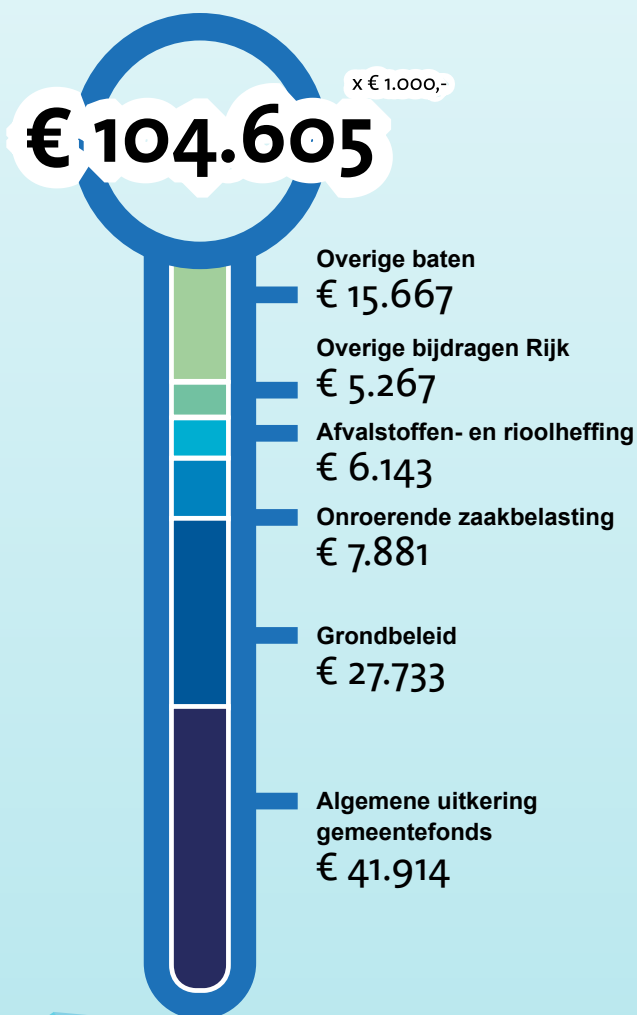 x € 1.000,-
€ 104.605
Overige baten
€ 15.667
Overige bijdragen Rijk
€ 5.267
Afvalstoffen- en rioolheffing
€ 6.143
Onroerende zaakbelasting
€ 7.881
Grondbeleid
€ 27.733
Algemene uitkering
gemeentefonds
€ 41.914